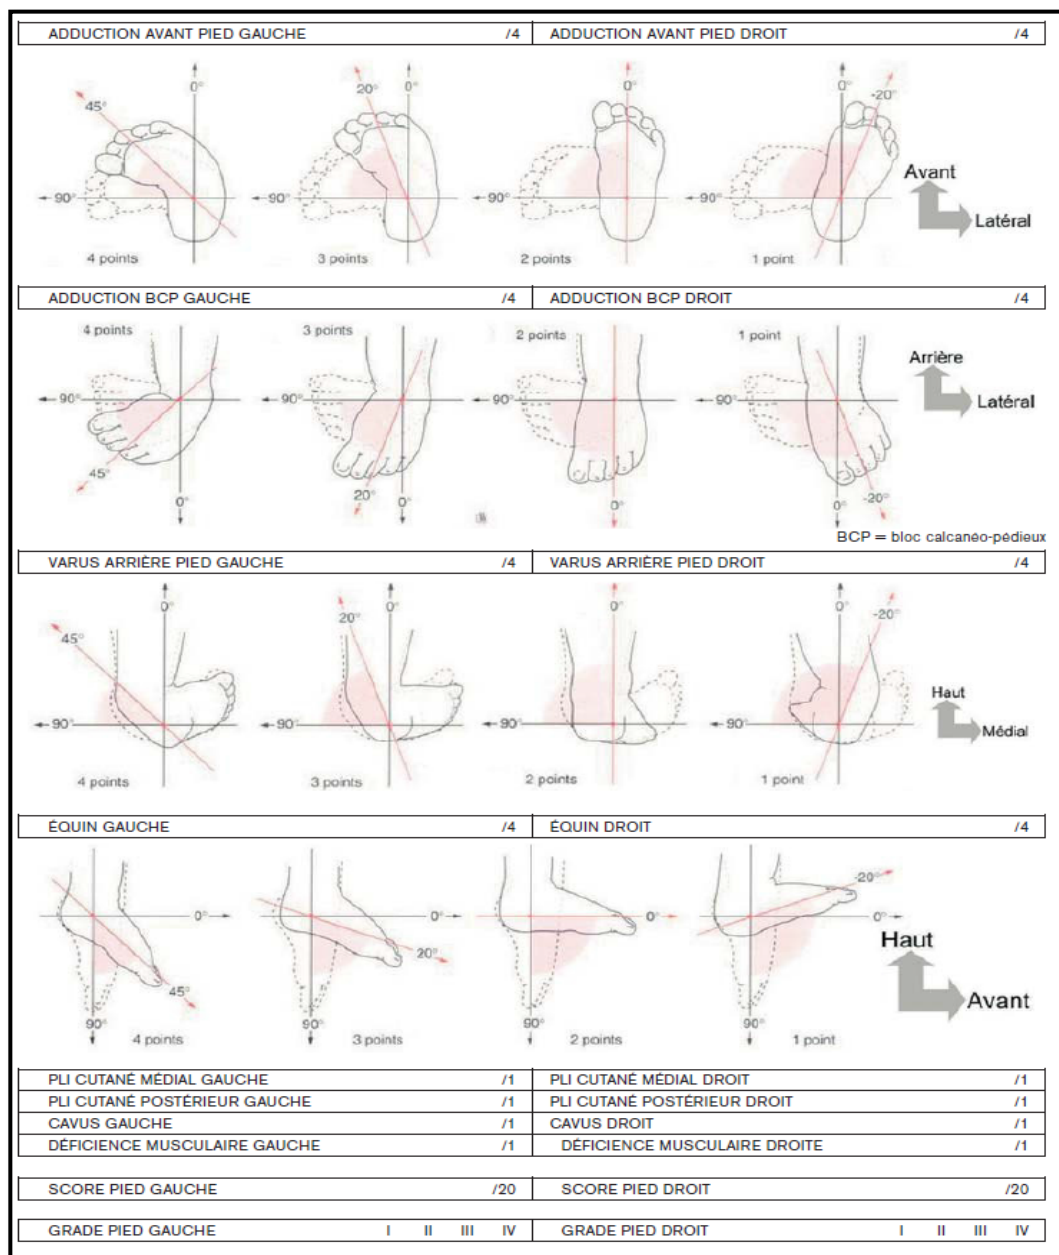 ADDUCTION AVANT PIED GAUCHE /4 ADDUCTION AVANT PIED DROIT /4
0° 0° 0° 0°
45° 20° -20°
90° 90° 90° 90°
Avant
Latéral
4 points 3 points 2 points 1 point
ADDUCTION BCP GAUCHE /4 ADDUCTION BCP DROIT /4
4 points 3 points 2 points 1 point
Arrière
90° 90° 90° 90°
Latéral
45° 20° -20°
0° 0° 0° 0°
BCP = bloc calcanéo-pédieux
VARUS ARRIÈRE PIED GAUCHE /4 VARUS ARRIÈRE PIED DROIT /4
0° 0° 0° 0°
45° 20° -20°
Haut
90° 90° 90° 90°
Médial
4 points 3 points 2 points 1 point
ÉQUIN GAUCHE /4 ÉQUIN DROIT /4
-20°
0° 0° 0° 0°
Haut
45° 20°
Avant
90° 90° 90° 90°
4 points 3 points 2 points 1 point
PLI CUTANÉ MÉDIAL GAUCHE /1 PLI CUTANÉ MÉDIAL DROIT /1
PLI CUTANÉ POSTÉRIEUR GAUCHE /1 PLI CUTANÉ POSTÉRIEUR DROIT /1
CAVUS GAUCHE /1 CAVUS DROIT /1
DÉFICIENCE MUSCULAIRE GAUCHE /1 DÉFICIENCE MUSCULAIRE DROITE /1
SCORE PIED GAUCHE /20 SCORE PIED DROIT /20
GRADE PIED GAUCHE I II III IV GRADE PIED DROIT I II III IV